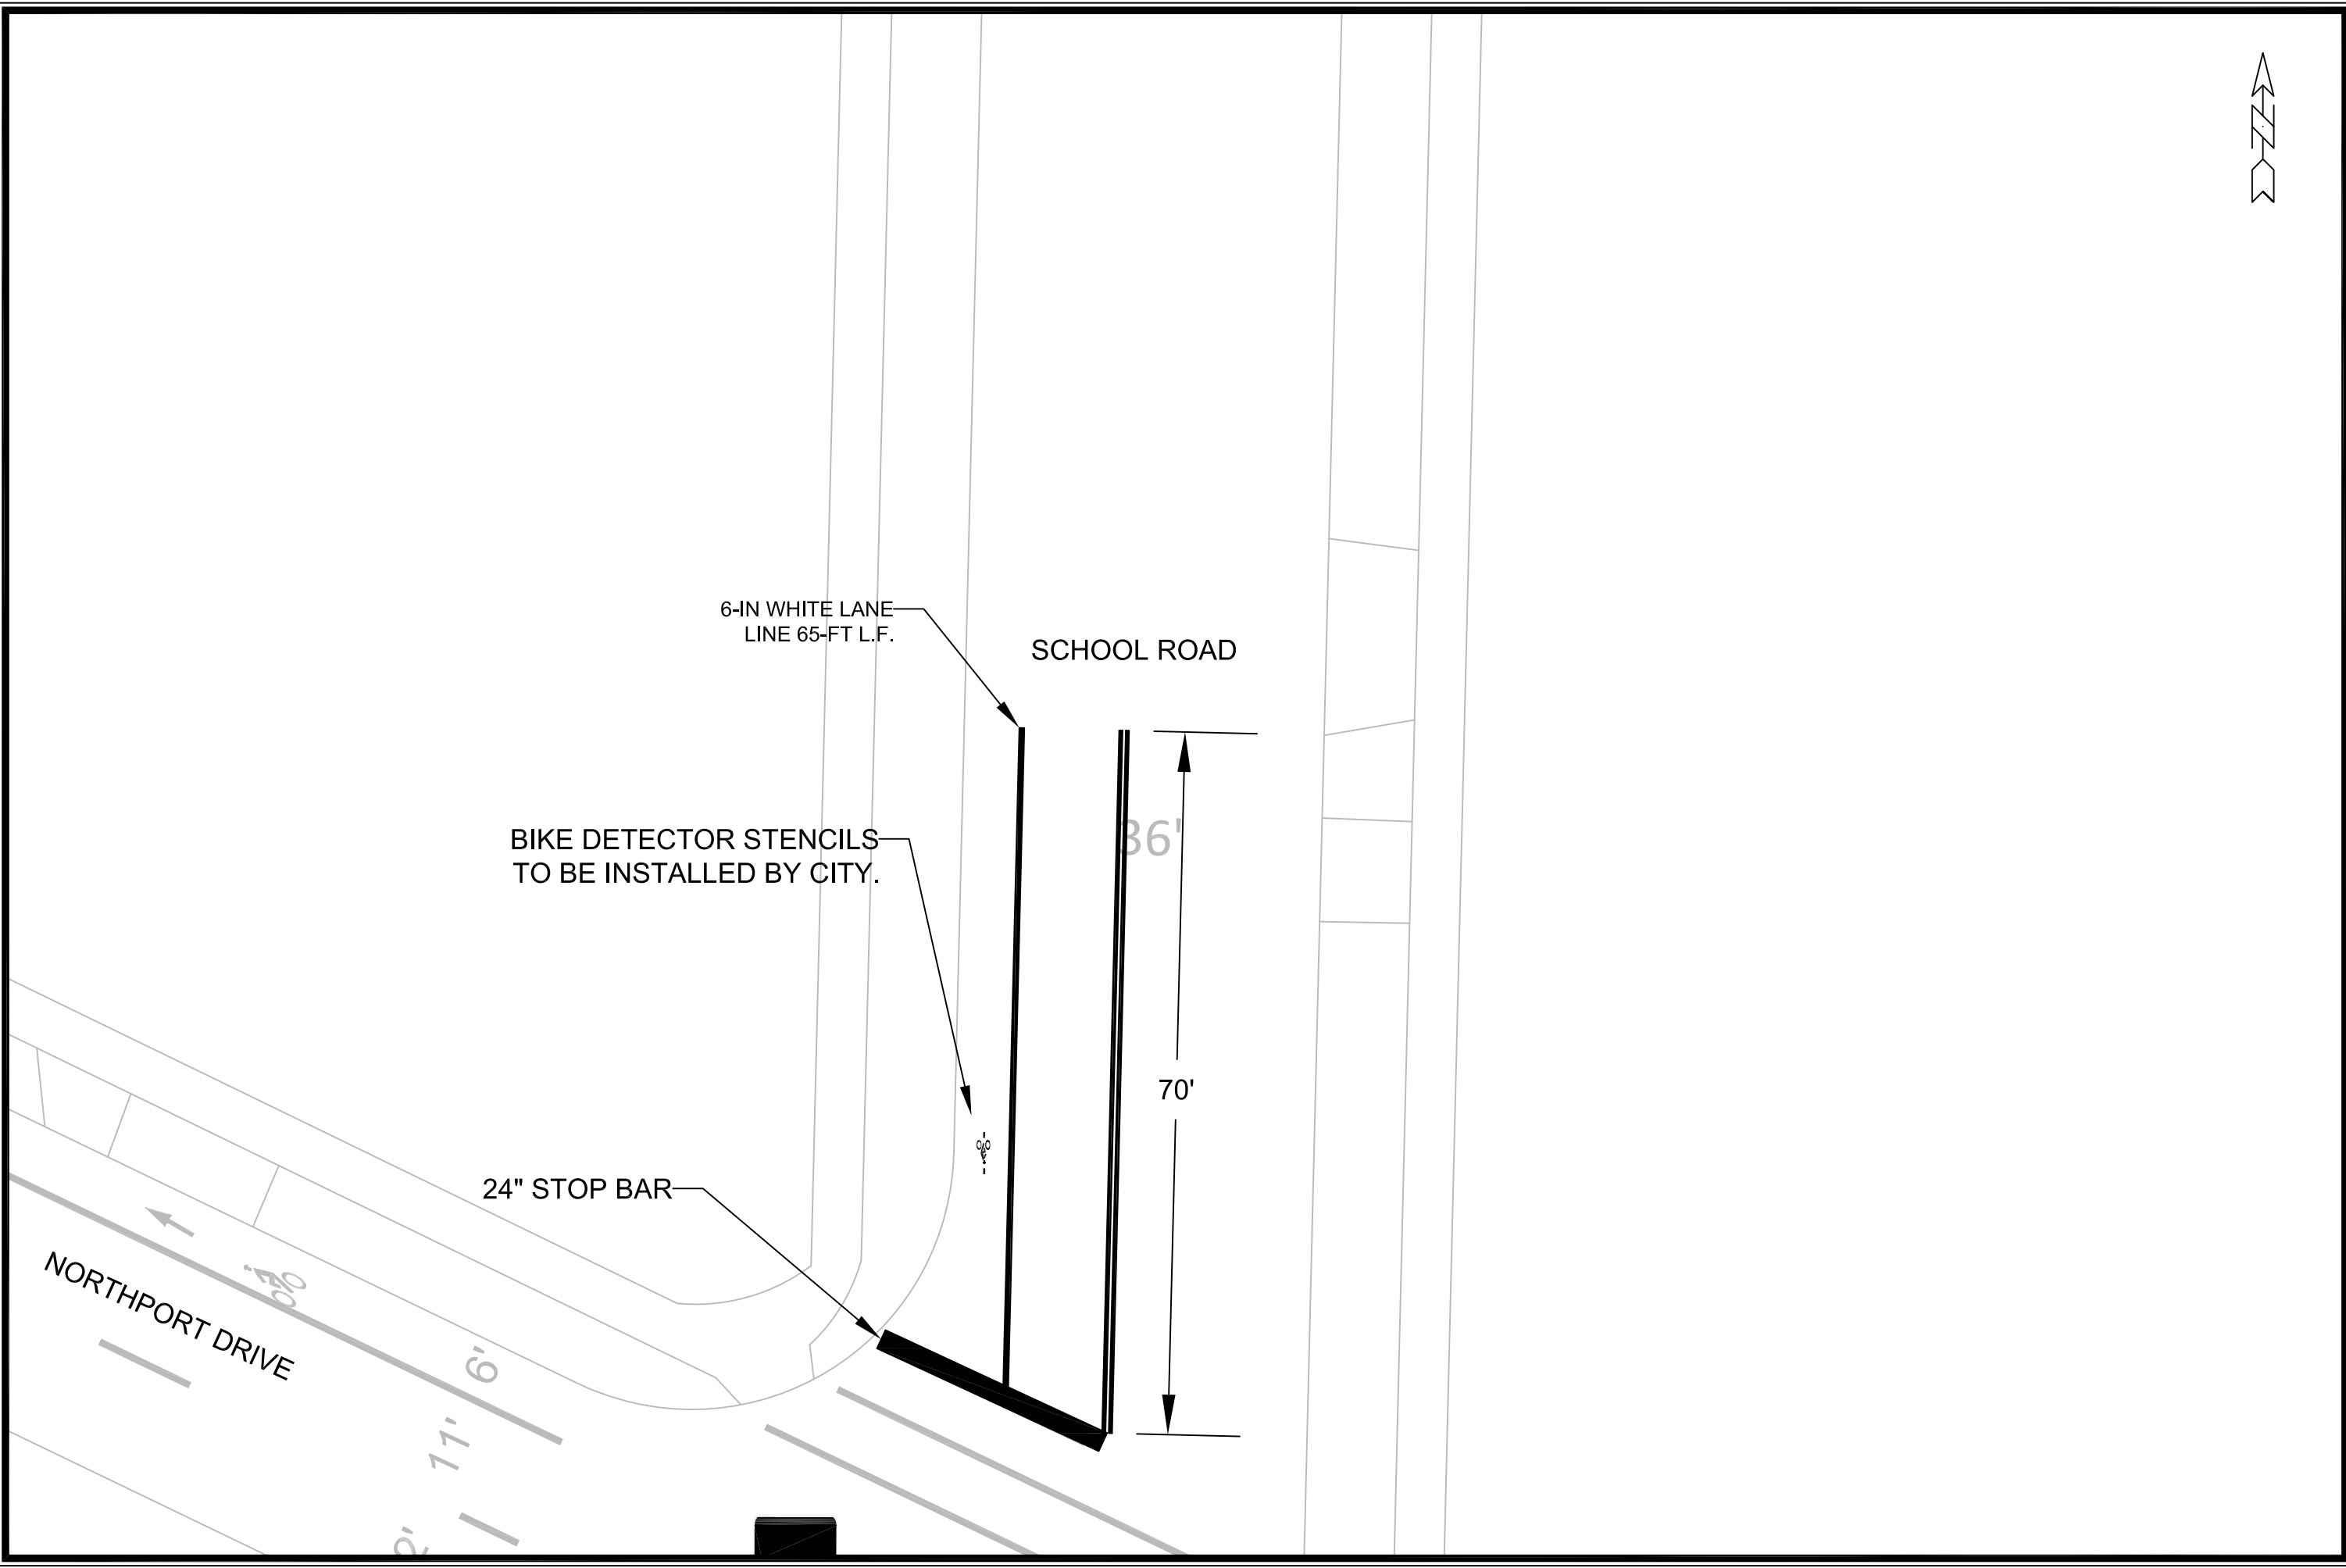 N
6-IN WHITE LANE
LINE 65-FT L.F.
SCHOOL ROAD
BIKE DETECTOR STENCILS
TO BE INSTALLED BY CITY.
36'
70'
24" STOP BAR
NORTHPORT DRIVE
6'
11'
2'